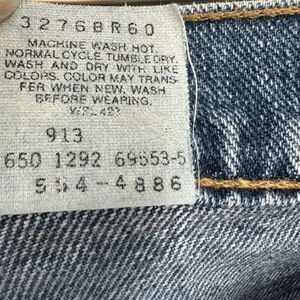 3276BR60
MACHINE WASH HOT,
NORMAL CYCLE. TUMBLE DRY.
WASH AND DRY WITH LIKE
COLORS. COLOR MAY TRANS-
FER WHEN NEW. WASH
BEFORE WEARING.
913
650 1292 69553-5
554-4886